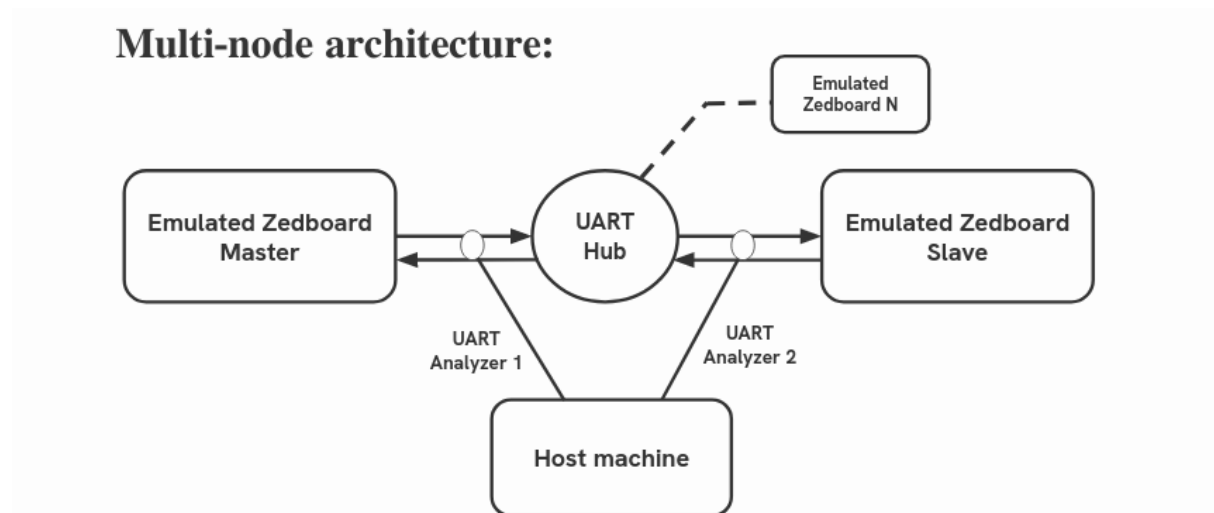 Multi-node architecture:
Emulated
Zedboard N
Emulated Zedboard
Master
UART
Hub
Emulated Zedboard
Slave
UART
Analyzer 1
UART
Analyzer 2
Host machine